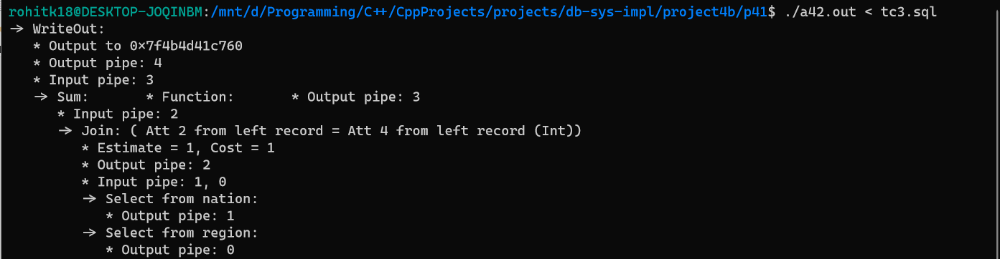 rohitk18@DESKTOP-JOQINBM:/mnt/d/Programming/C++/CppProjects/projects/db-sys-impl/project4b/p41$ ./a42.out < tc3.sql
-> WriteOut:
   * Output to 0x7f4b4d41c760
   * Output pipe: 4
   * Input pipe: 3
   -> Sum:       * Function:       * Output pipe: 3
      * Input pipe: 2
      -> Join: ( Att 2 from left record = Att 4 from left record (Int))
         * Estimate = 1, Cost = 1
         * Output pipe: 2
         * Input pipe: 1, 0
         -> Select from nation:
            * Output pipe: 1
         -> Select from region:
            * Output pipe: 0